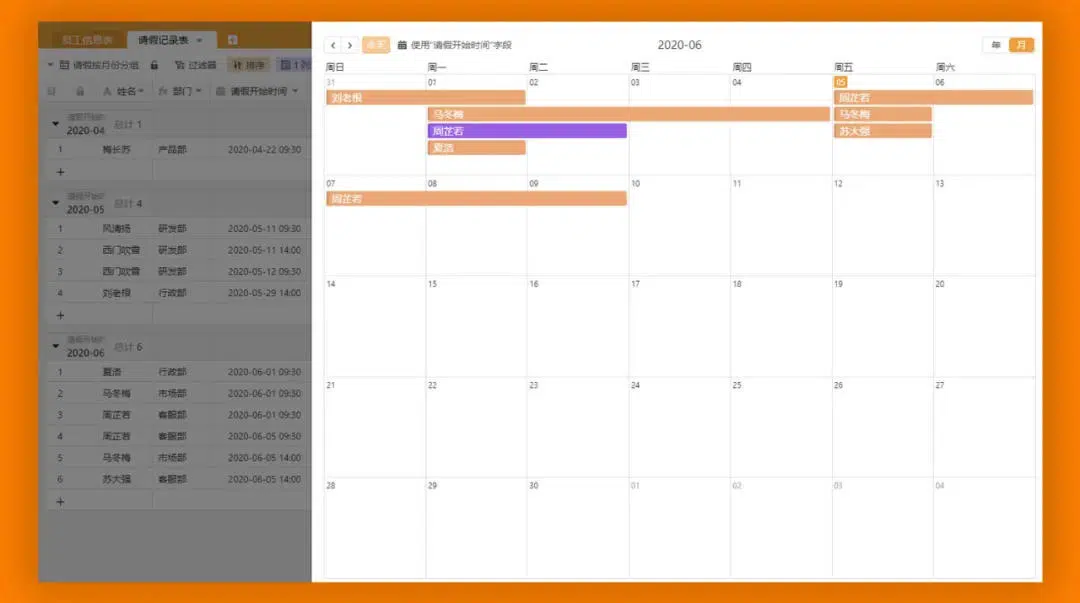 员工信息表 请假记录表
请假按月份分组 过滤器 排序 1 列
姓名 fx 部门 请假开始时间
请假开始时
2020-04 总计 1
1 梅长苏 产品部 2020-04-22 09:30
+
请假开始时
2020-05 总计 4
1 风清扬 研发部 2020-05-11 09:30
2 西门吹雪 研发部 2020-05-11 14:00
3 西门吹雪 研发部 2020-05-12 09:30
4 刘老根 行政部 2020-05-29 14:00
+
请假开始时
2020-06 总计 6
1 夏洛 行政部 2020-06-01 09:30
2 马冬梅 市场部 2020-06-01 09:30
3 周芷若 客服部 2020-06-01 09:30
4 周芷若 客服部 2020-06-05 09:30
5 马冬梅 市场部 2020-06-05 14:00
6 苏大强 客服部 2020-06-05 14:00
+
今天 使用"请假开始时间"字段 2020-06 年 月
周日 周一 周二 周三 周四 周五 周六
31 01 02 03 04 05 06
刘老根 周芷若
马冬梅 马冬梅
周芷若 苏大强
夏洛
07 08 09 10 11 12 13
周芷若
14 15 16 17 18 19 20
21 22 23 24 25 26 27
28 29 30 01 02 03 04